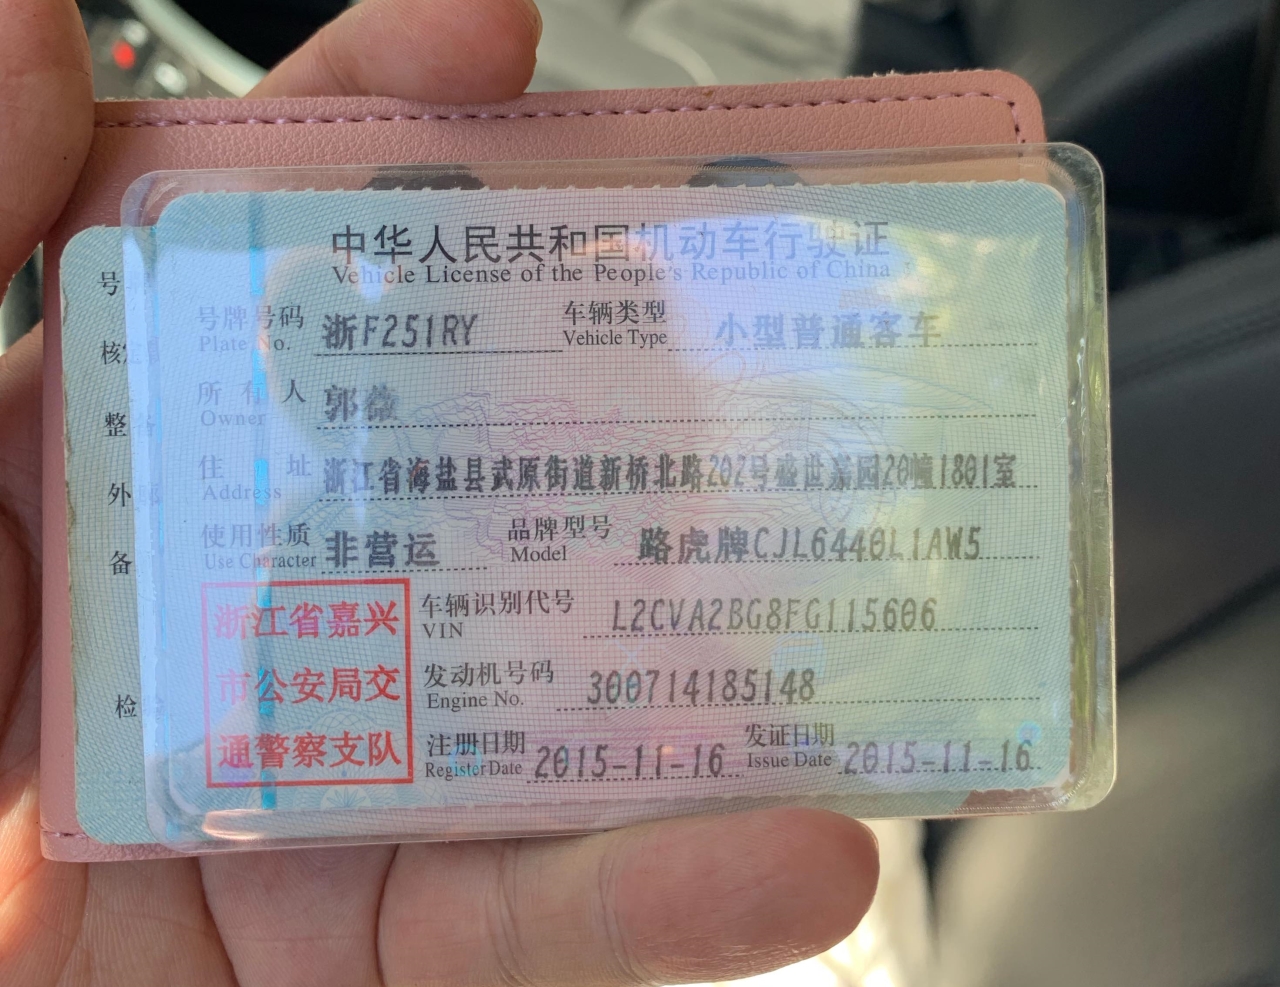 中华人民共和国机动车行驶证
Vehicle License of the People's Republic of China
号牌号码 浙F251RY 车辆类型 小型普通客车
Plate No. Vehicle Type
所有人 郭薇
Owner
住址 浙江省海盐县武原街道新桥北路202号盛世嘉园20幢1801室
Address
使用性质 非营运 品牌型号 路虎牌CJL6440L1AW5
Use Character Model
浙江省嘉兴
市公安局交
通警察支队
车辆识别代号 L2CVA2BG8FG115606
VIN
发动机号码 300714185148
Engine No.
注册日期 2015-11-16 发证日期 2015-11-16
Register Date Issue Date
号
核定
整备
外
备
检